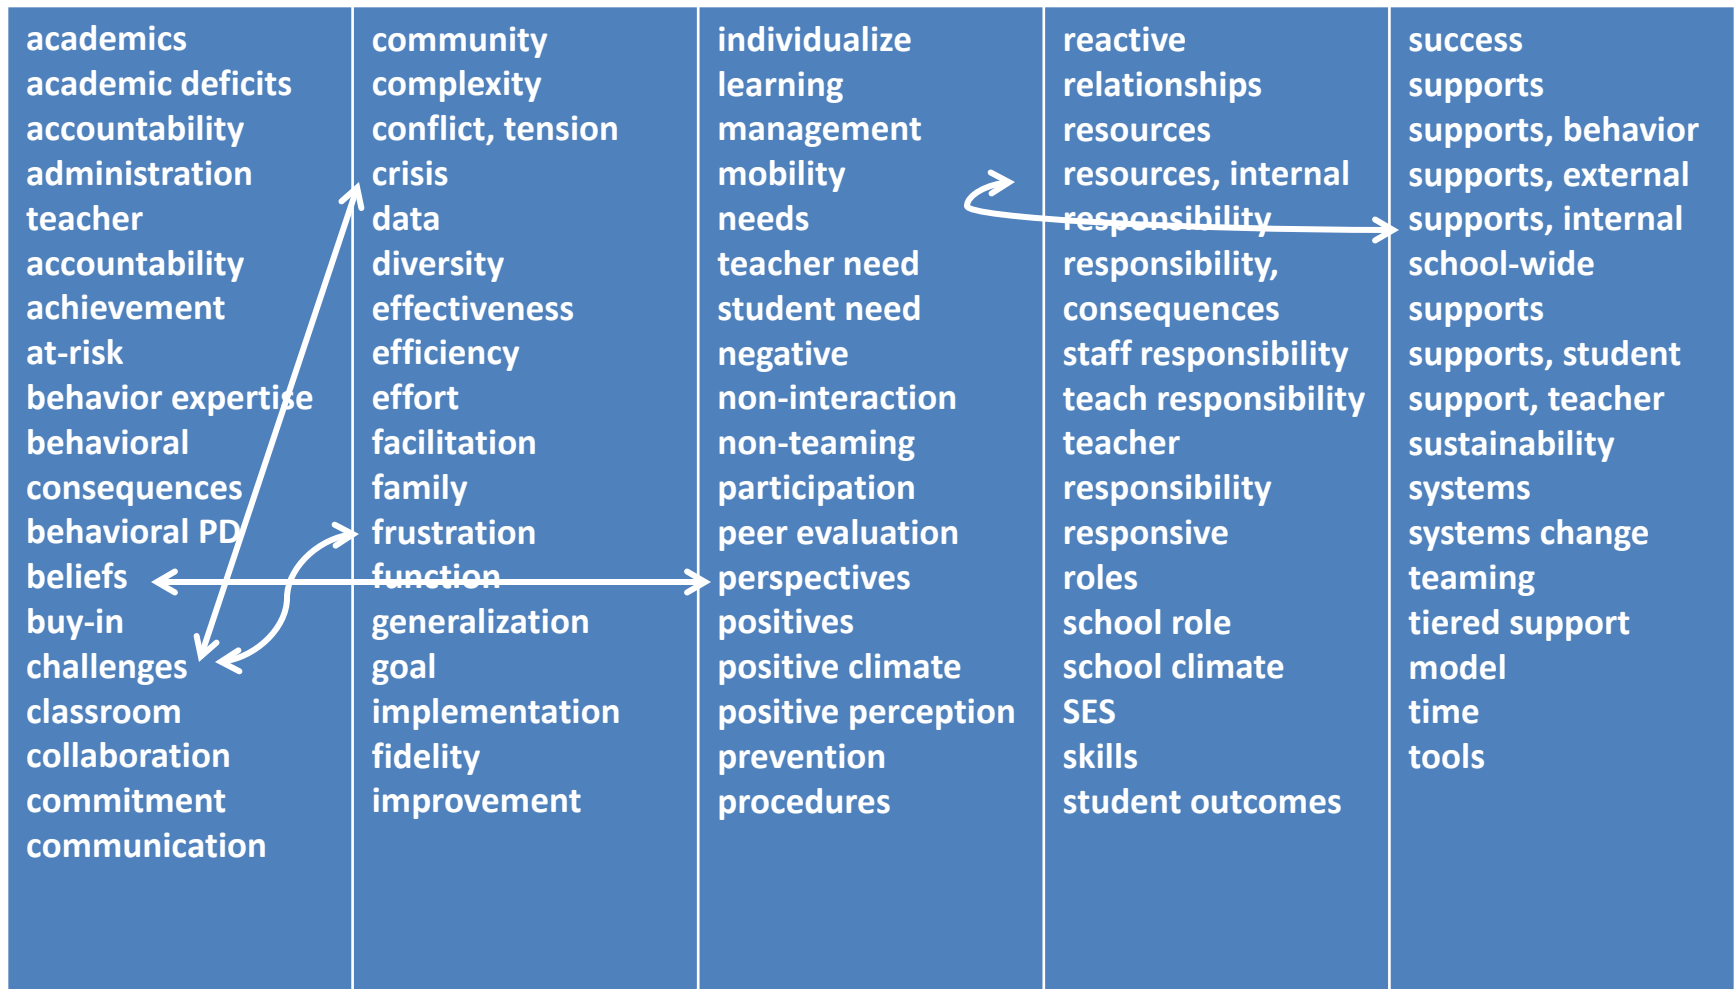 academics
academic deficits
accountability
administration
teacher
accountability
achievement
at-risk
behavior expertise
behavioral
consequences
behavioral PD
beliefs
buy-in
challenges
classroom
collaboration
commitment
communication
community
complexity
conflict, tension
crisis
data
diversity
effectiveness
efficiency
effort
facilitation
family
frustration
function
generalization
goal
implementation
fidelity
improvement
individualize
learning
management
mobility
needs
teacher need
student need
negative
non-interaction
non-teaming
participation
peer evaluation
perspectives
positives
positive climate
positive perception
prevention
procedures
reactive
relationships
resources
resources, internal
responsibility
responsibility,
consequences
staff responsibility
teach responsibility
teacher
responsibility
responsive
roles
school role
school climate
SES
skills
student outcomes
success
supports
supports, behavior
supports, external
supports, internal
school-wide
supports
supports, student
support, teacher
sustainability
systems
systems change
teaming
tiered support
model
time
tools